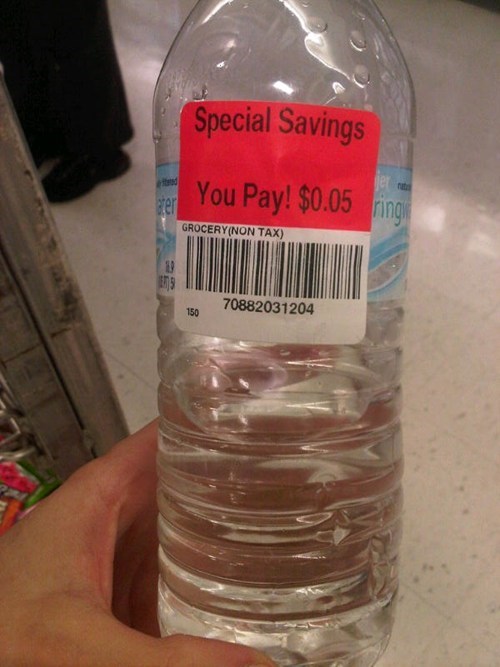 Special Savings
You Pay! $0.05
GROCERY(NON TAX)
150 70882031204